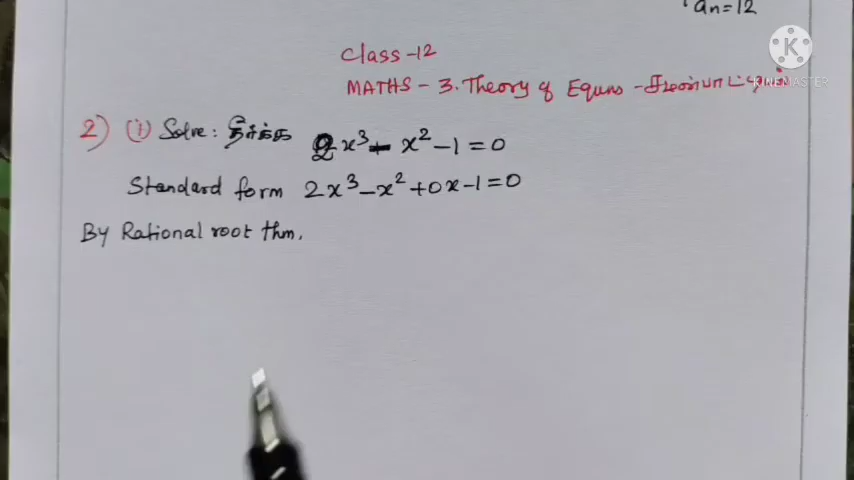 an=12
Class -12
MATHS - 3. Theory of Equns -
KINEMASTER
2) (i) Solve: தீர்க்க 2x³ - x² - 1 = 0
Standard form 2x³ - x² + 0x - 1 = 0
By Rational root thm,